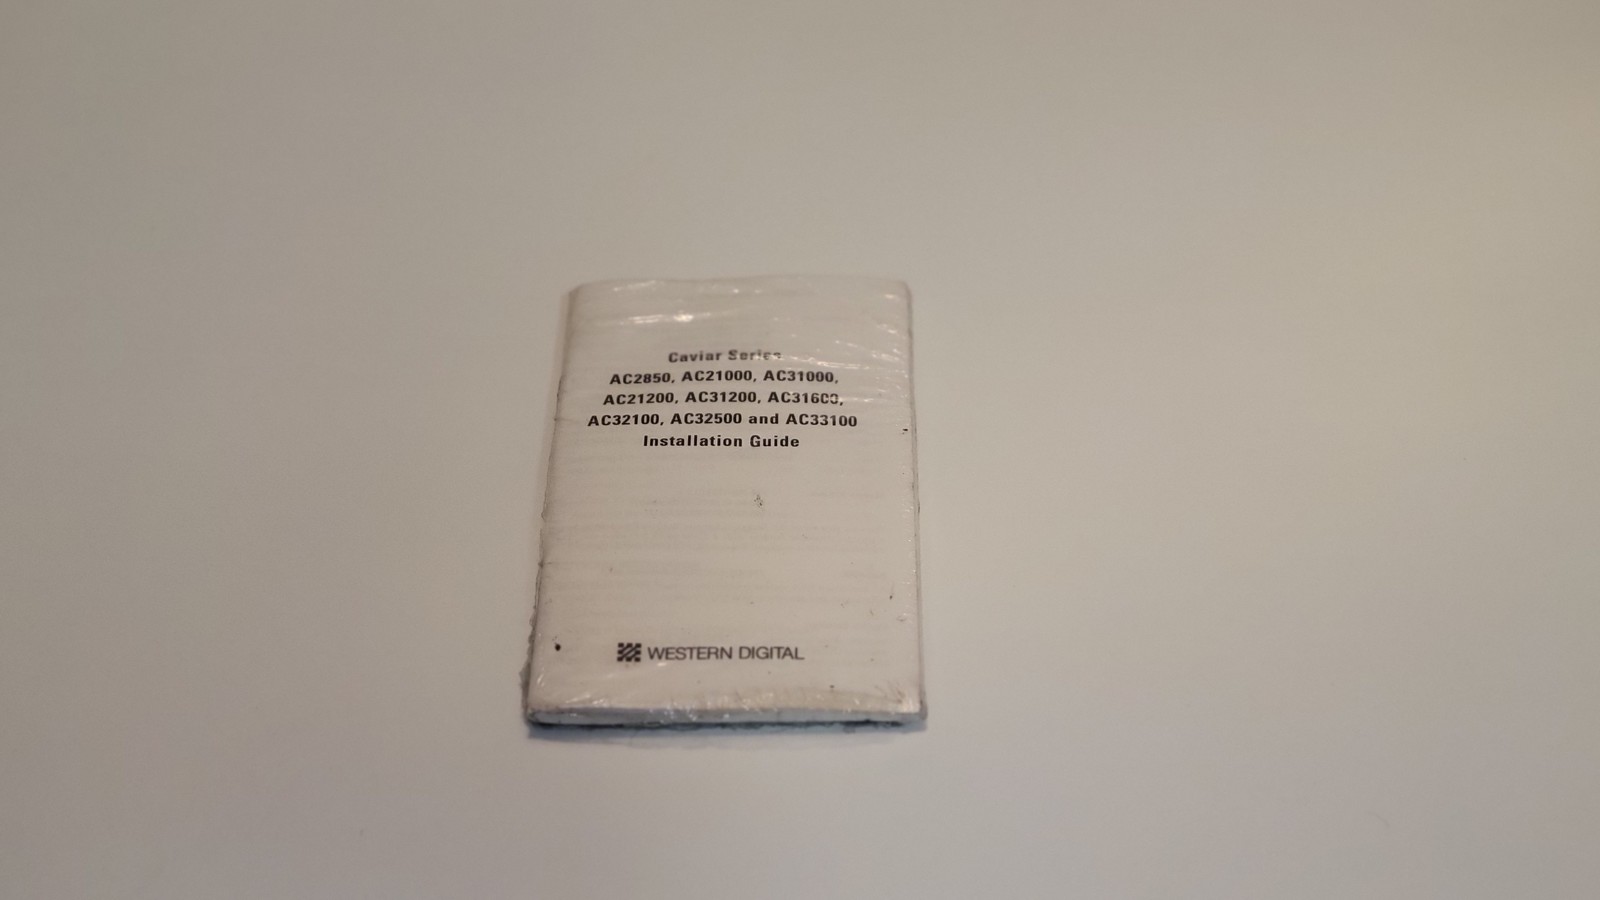 Caviar Series
AC2850, AC21000, AC31000,
AC21200, AC31200, AC31600,
AC32100, AC32500 and AC33100
Installation Guide
WESTERN DIGITAL